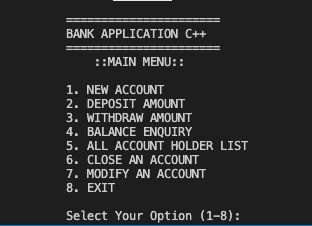 ======================
BANK APPLICATION C++
======================
::MAIN MENU::
1. NEW ACCOUNT
2. DEPOSIT AMOUNT
3. WITHDRAW AMOUNT
4. BALANCE ENQUIRY
5. ALL ACCOUNT HOLDER LIST
6. CLOSE AN ACCOUNT
7. MODIFY AN ACCOUNT
8. EXIT
Select Your Option (1-8):